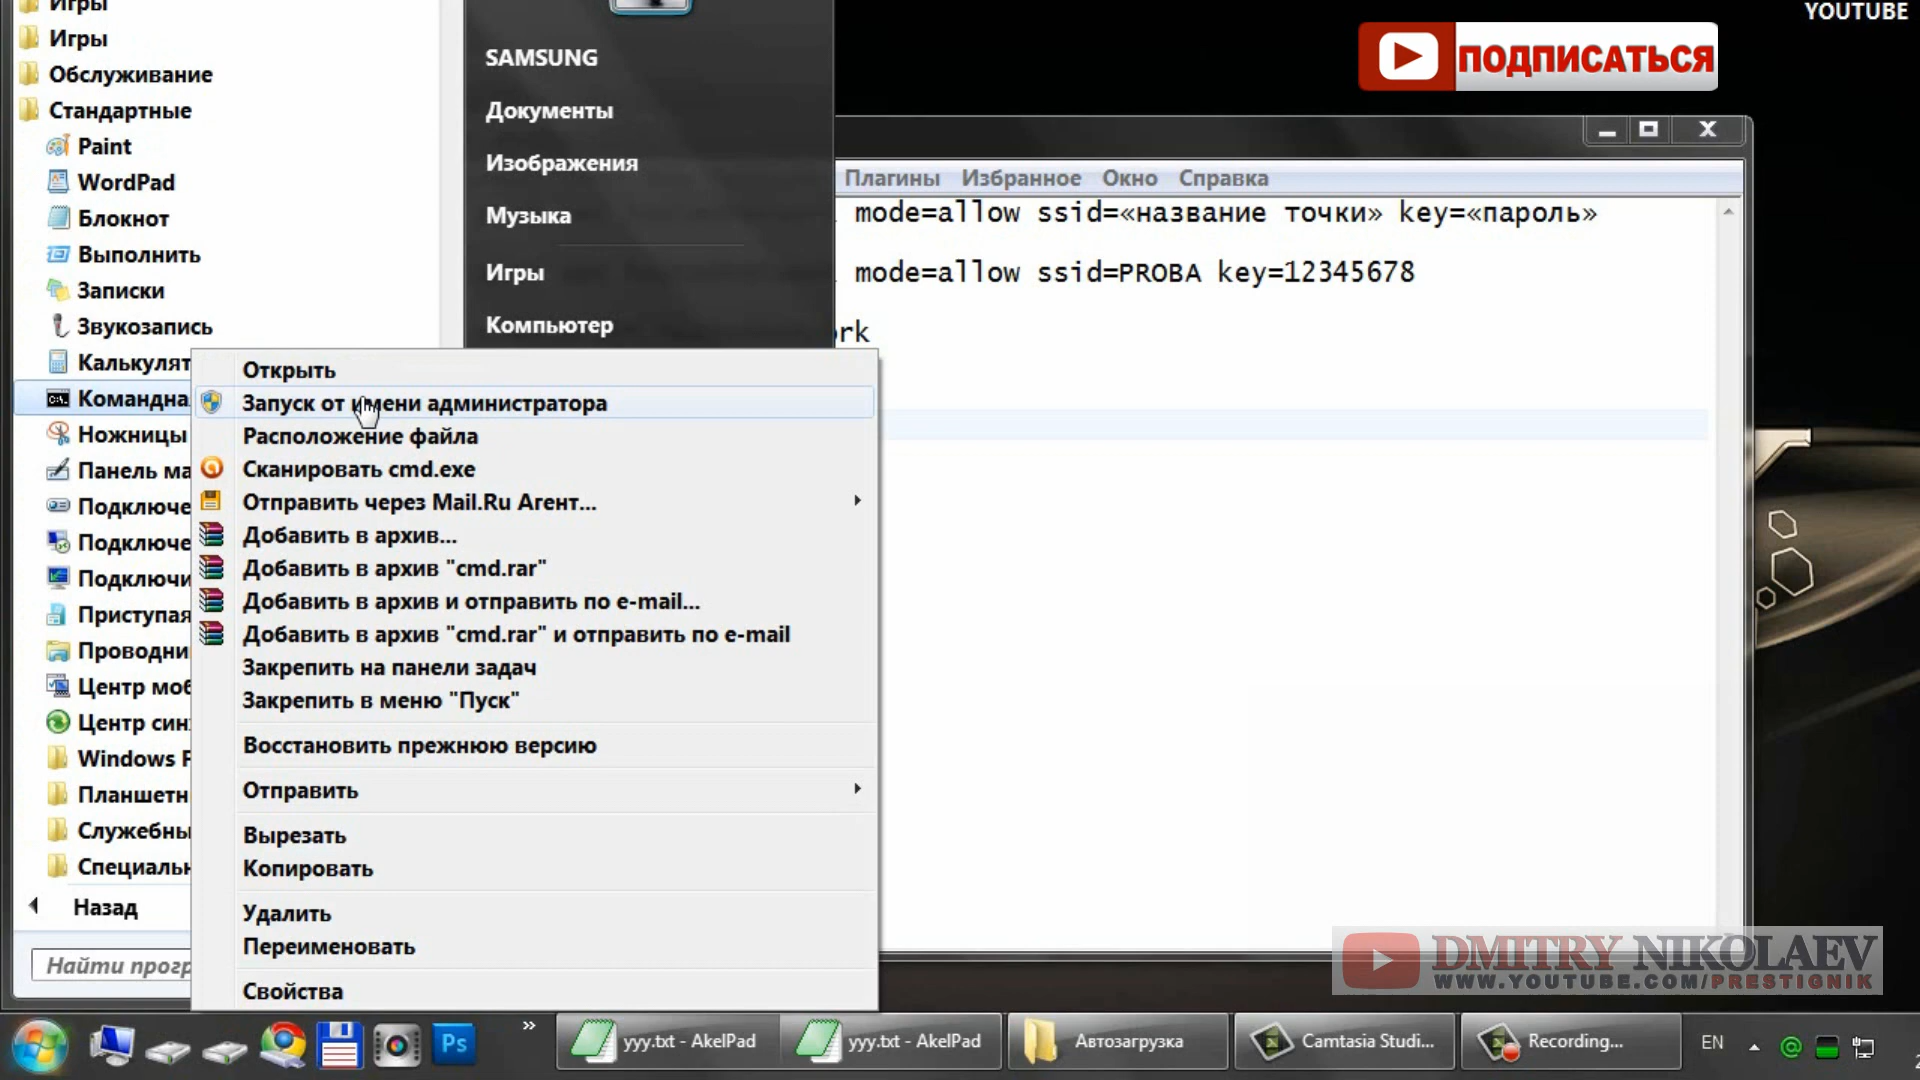 Игры
Игры
Обслуживание
Стандартные
Paint
WordPad
Блокнот
Выполнить
Записки
Звукозапись
Калькулят
Командна
Ножницы
Панель ма
Подключе
Подключе
Подключи
Приступая
Проводни
Центр моб
Центр син
Windows P
Планшетн
Служебны
Специальн
Назад
Найти прогр
SAMSUNG
Документы
Изображения
Музыка
Игры
Компьютер
Открыть
Запуск от имени администратора
Расположение файла
Сканировать cmd.exe
Отправить через Mail.Ru Агент...
Добавить в архив...
Добавить в архив "cmd.rar"
Добавить в архив и отправить по e-mail...
Добавить в архив "cmd.rar" и отправить по e-mail
Закрепить на панели задач
Закрепить в меню "Пуск"
Восстановить прежнюю версию
Отправить
Вырезать
Копировать
Удалить
Переименовать
Свойства
YOUTUBE
ПОДПИСАТЬСЯ
Плагины Избранное Окно Справка
mode=allow ssid=«название точки» key=«пароль»
mode=allow ssid=PROBA key=12345678
rk
DMITRY NIKOLAEV
WWW.YOUTUBE.COM/PRESTIGNIK
Ps
»
yyy.txt - AkelPad
yyy.txt - AkelPad
Автозагрузка
Camtasia Studi...
Recording...
EN